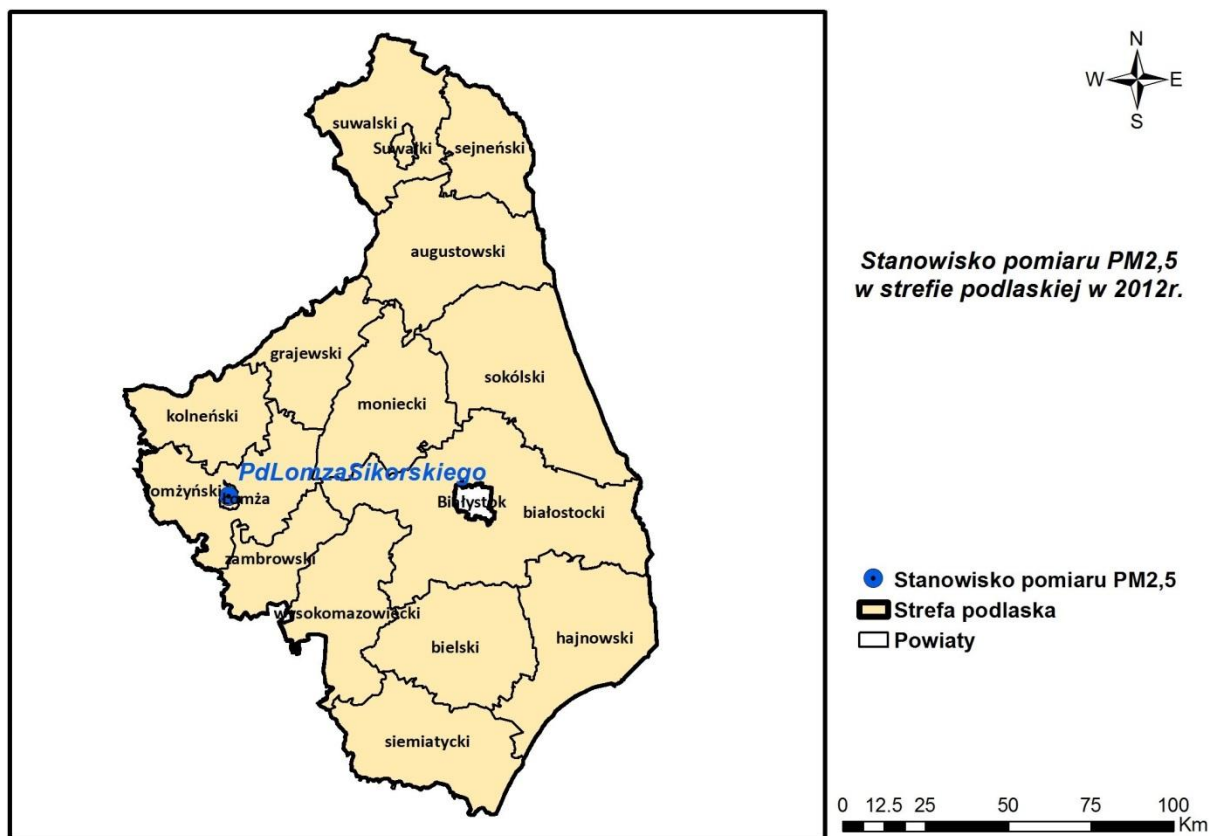 suwalski
Suwałki
sejneński
augustowski
grajewski
sokólski
kolneński
moniecki
PdLomzaSikorskiego
omżyński
Łomża
Białystok
białostocki
zambrowski
wysokomazowiecki
bielski
hajnowski
siemiatycki
N
W E
S
Stanowisko pomiaru PM2,5
w strefie podlaskiej w 2012r.
Stanowisko pomiaru PM2,5
Strefa podlaska
Powiaty
0 12.5 25 50 75 100
Km